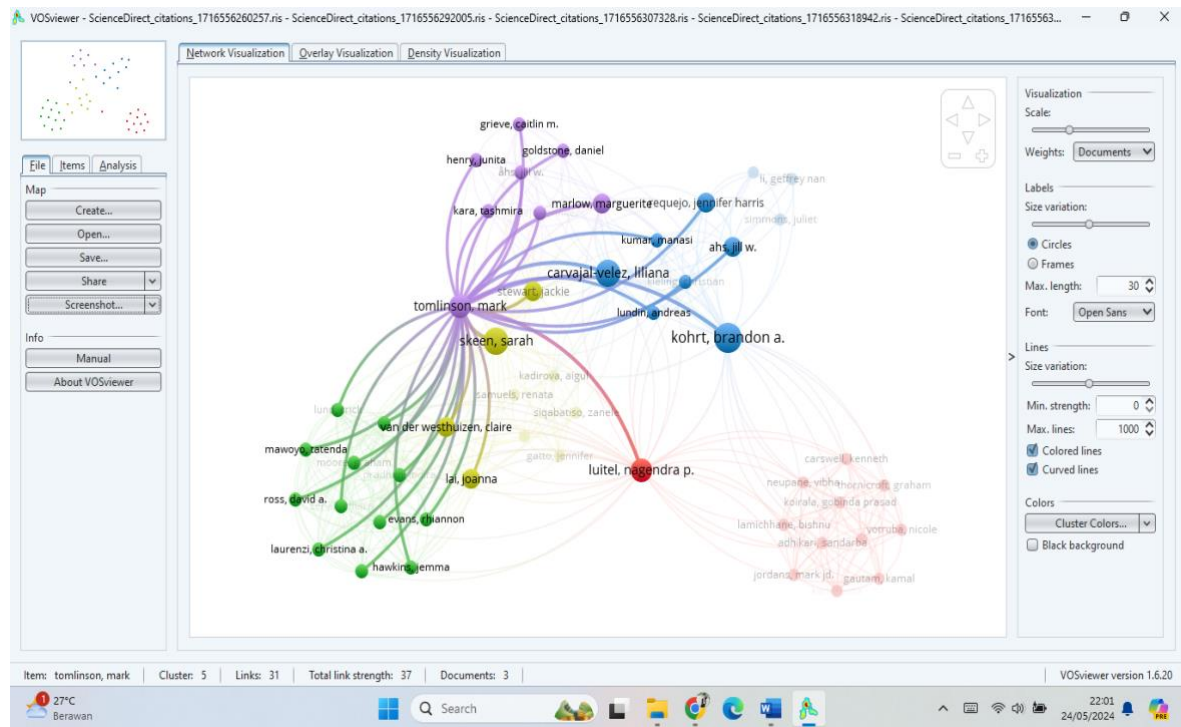 VOSviewer - ScienceDirect_citations_1716556260257.ris - ScienceDirect_citations_1716556292005.ris - ScienceDirect_citations_1716556307328.ris - ScienceDirect_citations_1716556318942.ris - ScienceDirect_citations_17165563...
Network Visualization Overlay Visualization Density Visualization
File Items Analysis
Map
Create...
Open...
Save...
Share
Screenshot...
Info
Manual
About VOSviewer
grieve, caitlin m.
goldstone, daniel
henry, junita
li, geffrey nan
kara, tashmira
marlow, marguerite
requejo, jennifer harris
simmons, juliet
kumar, manasi
ahs, jill w.
carvajal-velez, liliana
stewart, jackie
tomlinson, mark
lundin, andreas
skeen, sarah
kohrt, brandon a.
kadirova, aigul
samuels, renata
siqabatiso, zanele
van der westhuizen, claire
mawoyo, tatenda
gatto, jennifer
carswell, kenneth
luitel, nagendra p.
lai, joanna
neupane, vibha
thornicroft, graham
koirala, gobinda prasad
ross, david a.
evans, rhiannon
lamichhane, bishnu
yorruba, nicole
adhikari, sandarba
laurenzi, christina a.
hawkins, jemma
jordans, mark jd.
gautam, kamal
Visualization
Scale:
Weights: Documents
Labels
Size variation:
Circles
Frames
Max. length: 30
Font: Open Sans
Lines
Size variation:
Min. strength: 0
Max. lines: 1000
Colored lines
Curved lines
Colors
Cluster Colors...
Black background
Item: tomlinson, mark Cluster: 5 Links: 31 Total link strength: 37 Documents: 3 VOSviewer version 1.6.20
1
27°C
Berawan
Search
22:01
24/05/2024
PRE